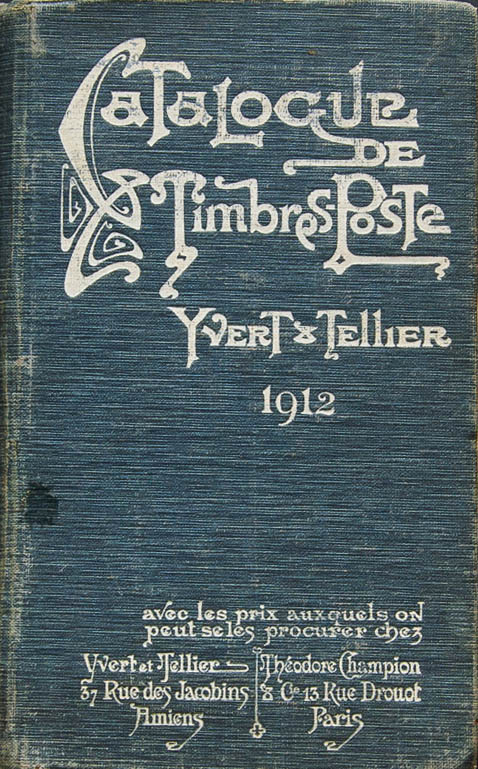 Catalogue
de
Timbres-Poste
Yvert & Tellier
1912
avec les prix auxquels on
peut se les procurer chez
Yvert et Tellier
37 Rue des Jacobins
Amiens
Théodore Champion
& Cie 13 Rue Drouot
Paris